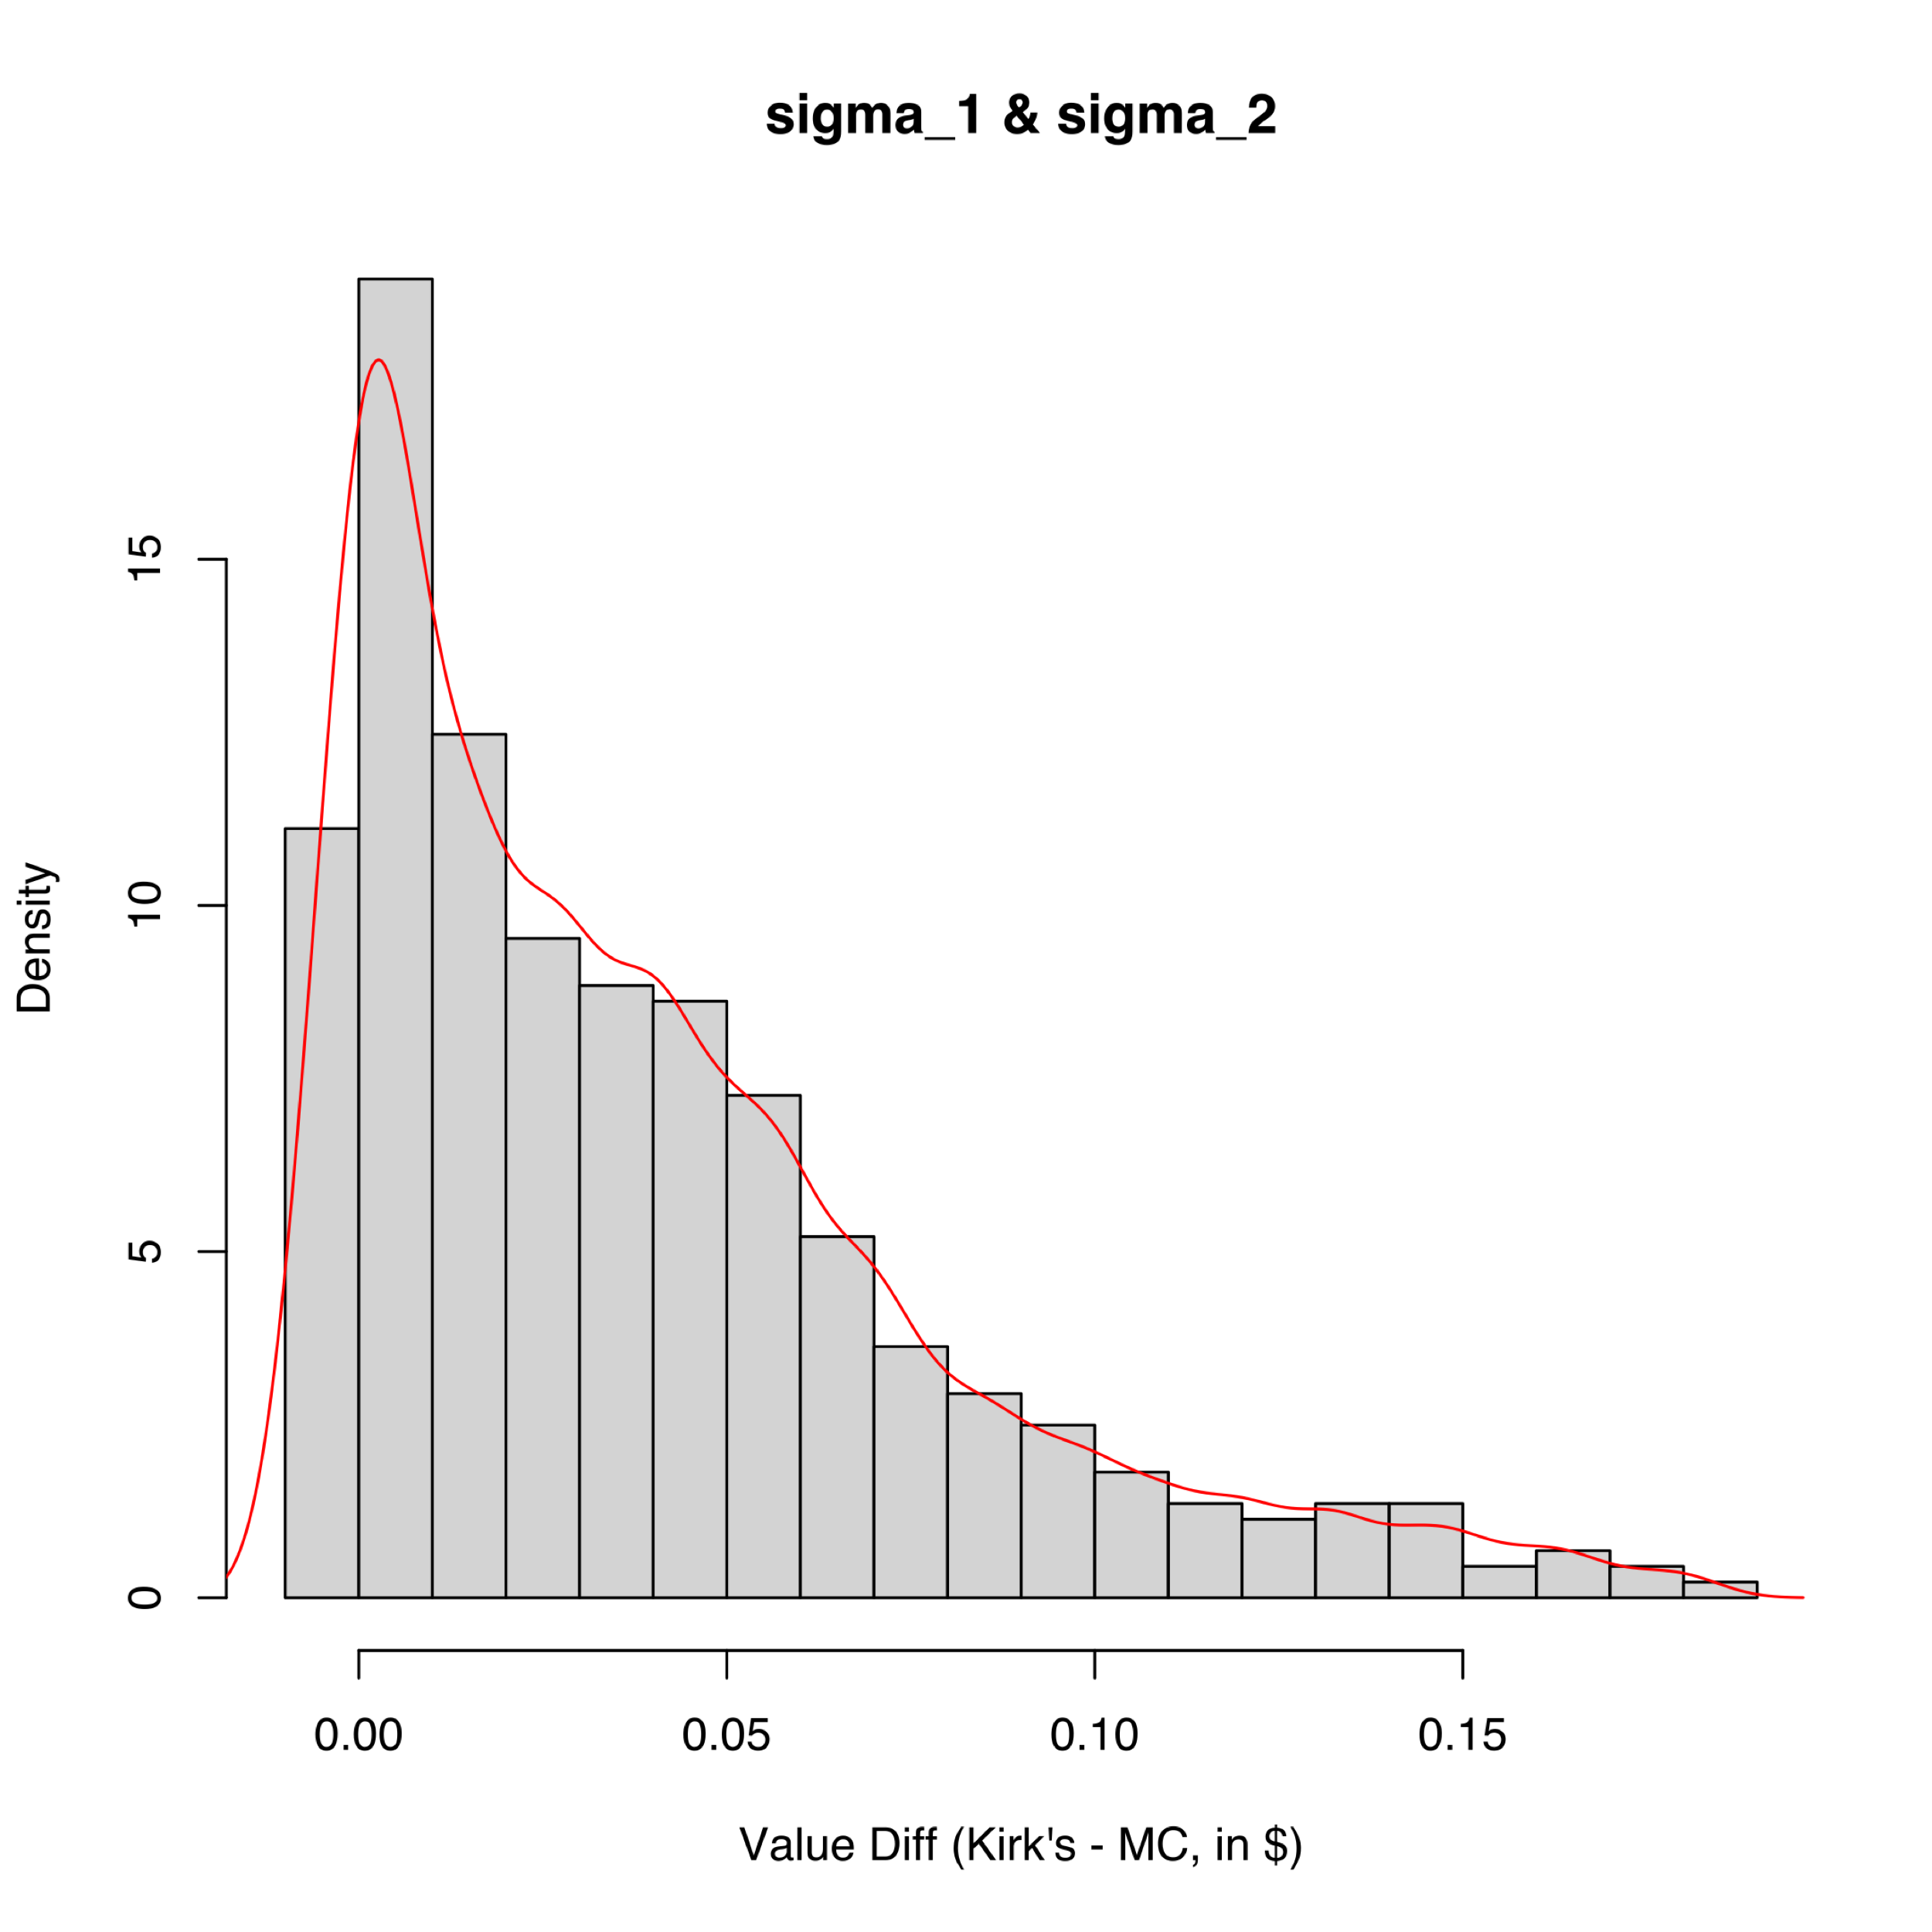 sigma_1 & sigma_2
Density
15
10
5
0
0.00 0.05 0.10 0.15
Value Diff (Kirk's - MC, in $)